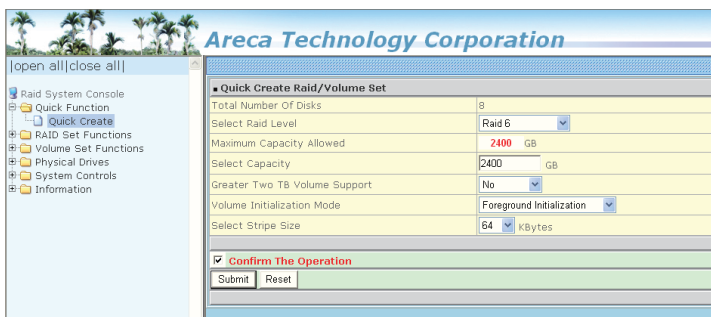 Areca Technology Corporation
|open all|close all|
Raid System Console
Quick Function
Quick Create
RAID Set Functions
Volume Set Functions
Physical Drives
System Controls
Information
Quick Create Raid/Volume Set
Total Number Of Disks 8
Select Raid Level Raid 6
Maximum Capacity Allowed 2400 GB
Select Capacity 2400 GB
Greater Two TB Volume Support No
Volume Initialization Mode Foreground Initialization
Select Stripe Size 64 KBytes
Confirm The Operation
Submit Reset